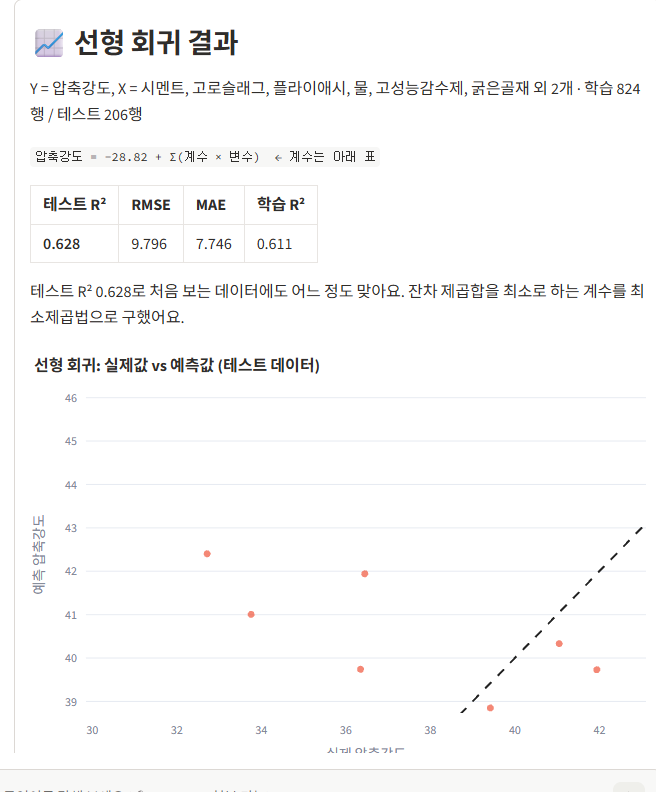 📈 선형 회귀 결과
Y = 압축강도, X = 시멘트, 고로슬래그, 플라이애시, 물, 고성능감수제, 굵은골재 외 2개 · 학습 824
행 / 테스트 206행
압축강도 = -28.82 + Σ(계수 × 변수) ← 계수는 아래 표
테스트 R² RMSE MAE 학습 R²
0.628 9.796 7.746 0.611
테스트 R² 0.628로 처음 보는 데이터에도 어느 정도 맞아요. 잔차 제곱합을 최소로 하는 계수를 최
소제곱법으로 구했어요.
선형 회귀: 실제값 vs 예측값 (테스트 데이터)
예측 압축강도
46
45
44
43
42
41
40
39
30 32 34 36 38 40 42
실제 압축강도